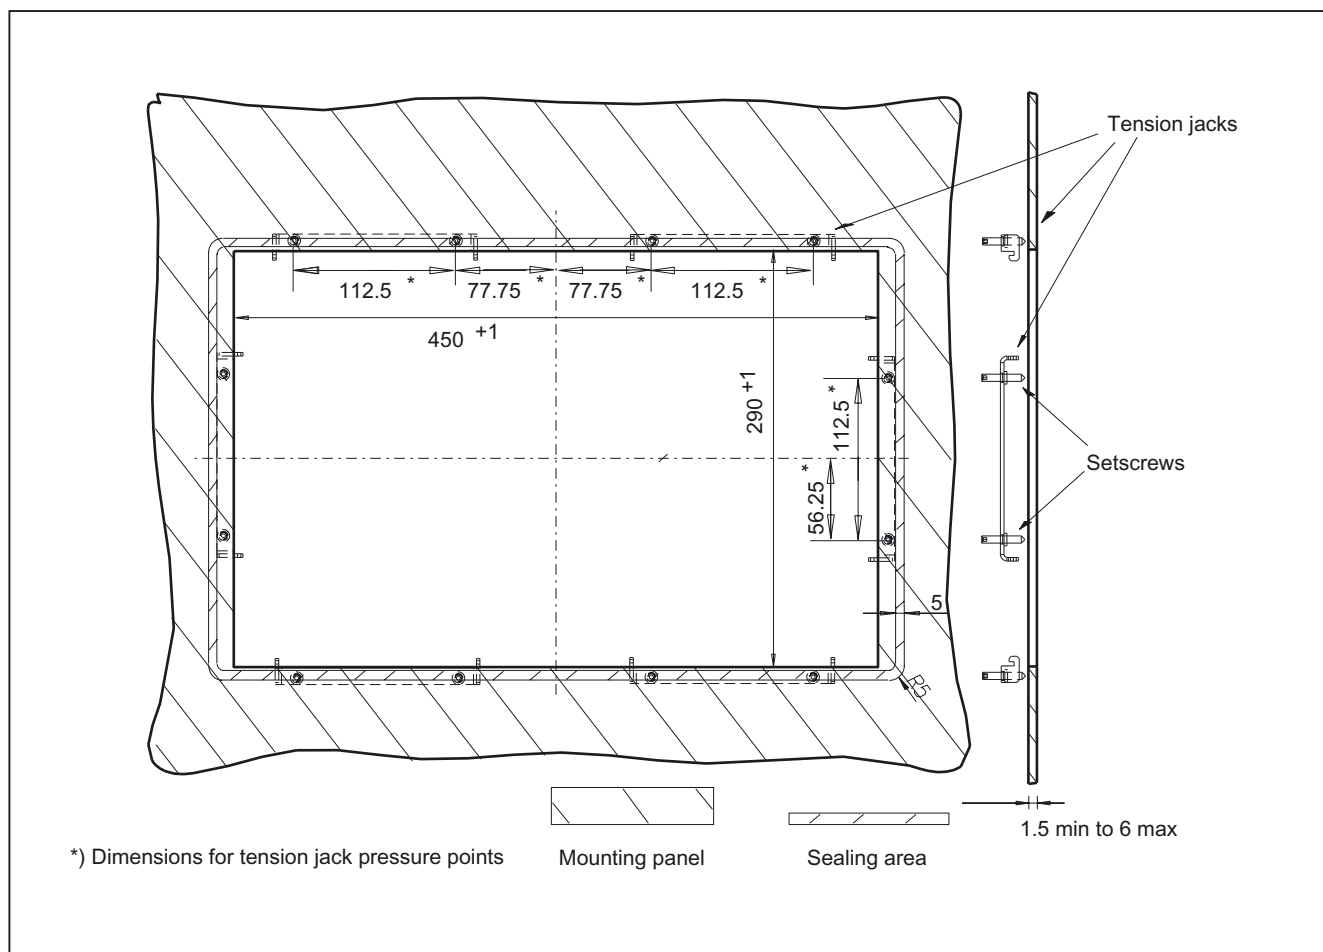 Tension jacks
112.5 * 77.75 * 77.75 * 112.5 *
450 +1
290 +1
112.5 *
56.25 *
Setscrews
5
R5
1.5 min to 6 max
*) Dimensions for tension jack pressure points
Mounting panel
Sealing area